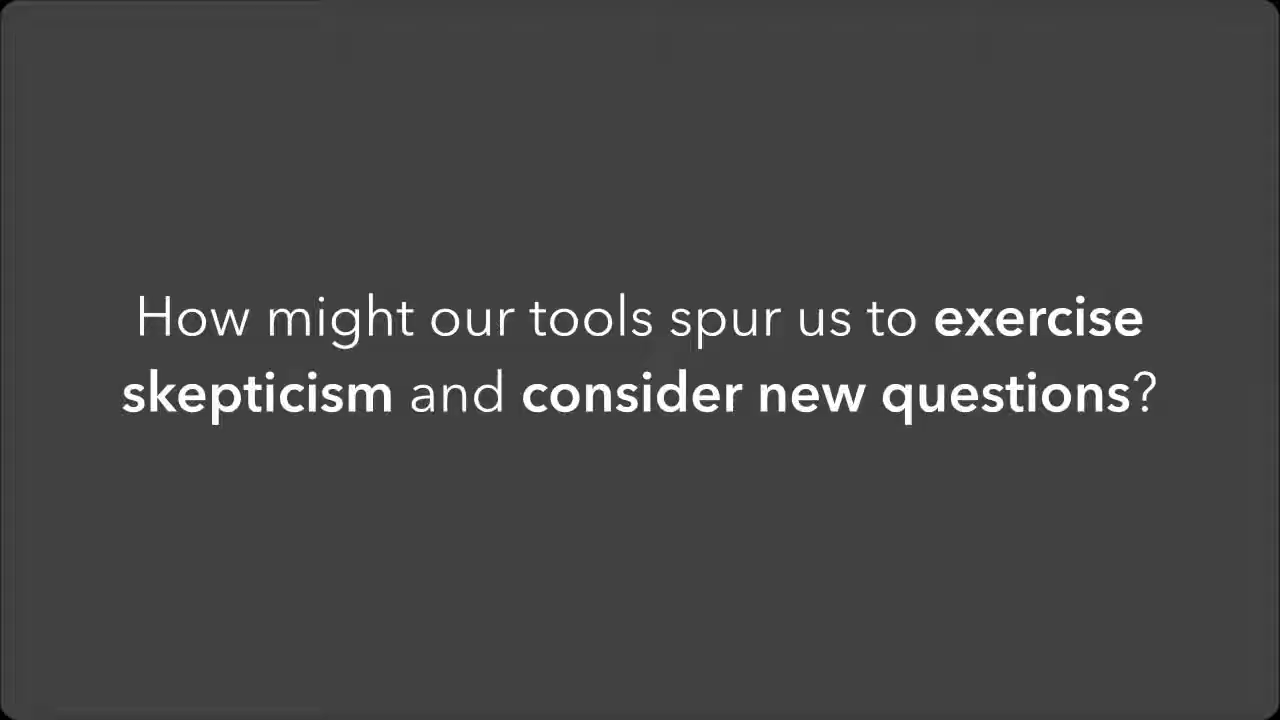 How might our tools spur us to exercise
skepticism and consider new questions?